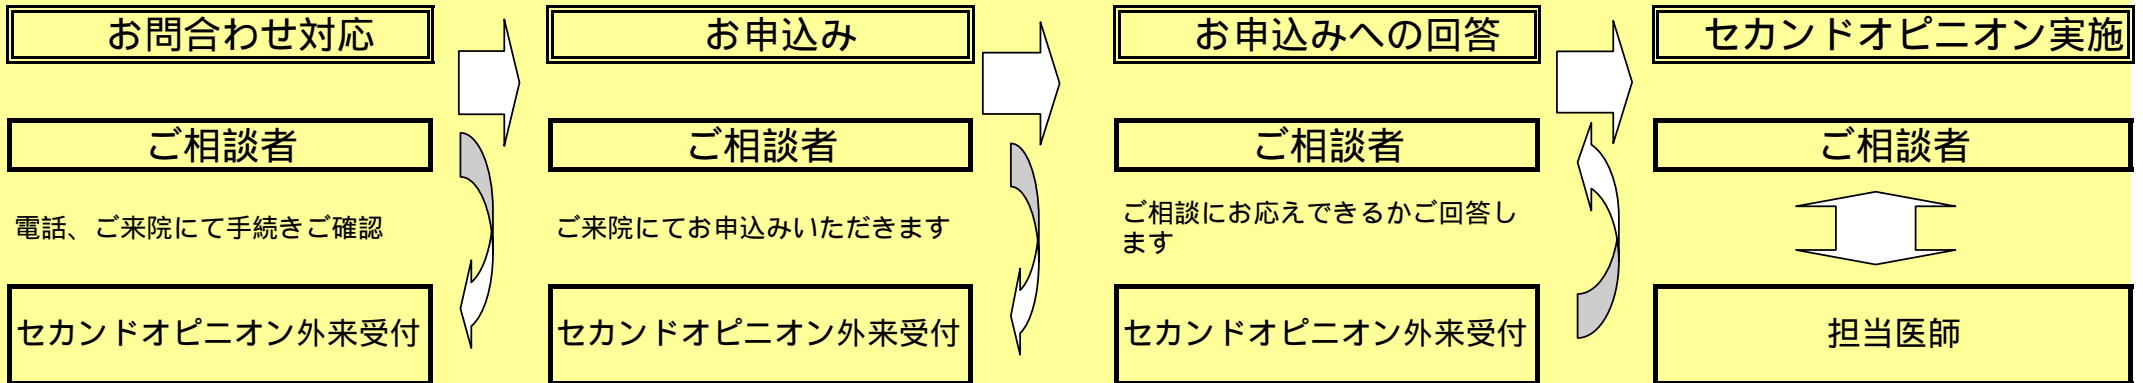 お問合わせ対応
お申込み
お申込みへの回答
セカンドオピニオン実施
ご相談者
ご相談者
ご相談者
ご相談者
電話、ご来院にて手続きご確認
ご来院にてお申込みいただきます
ご相談にお応えできるかご回答し
ます
セカンドオピニオン外来受付
セカンドオピニオン外来受付
セカンドオピニオン外来受付
担当医師